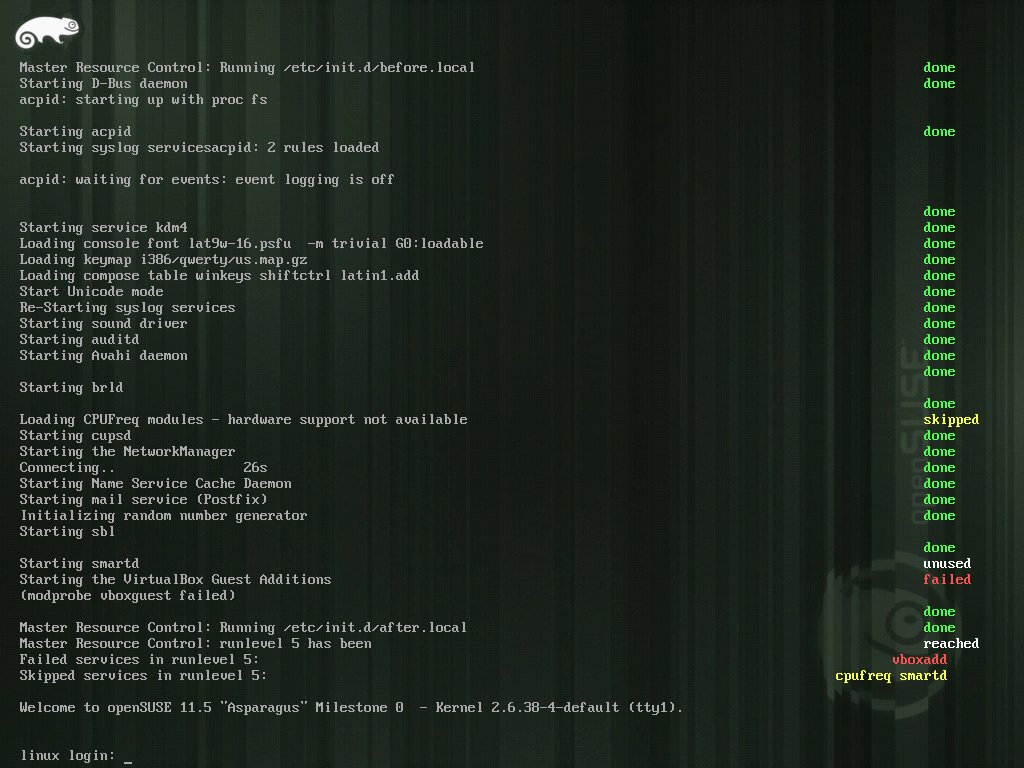 Master Resource Control: Running /etc/init.d/before.local done
Starting D-Bus daemon done
acpid: starting up with proc fs
Starting acpid done
Starting syslog servicesacpid: 2 rules loaded
acpid: waiting for events: event logging is off
done
Starting service kdm4 done
Loading console font lat9w-16.psfu  -m trivial G0:loadable done
Loading keymap i386/qwerty/us.map.gz done
Loading compose table winkeys shiftctrl latin1.add done
Start Unicode mode done
Re-Starting syslog services done
Starting sound driver done
Starting auditd done
Starting Avahi daemon done
done
Starting brld
done
Loading CPUFreq modules - hardware support not available skipped
Starting cupsd done
Starting the NetworkManager done
Connecting.. 26s done
Starting Name Service Cache Daemon done
Starting mail service (Postfix) done
Initializing random number generator done
Starting sbl
done
Starting smartd unused
Starting the VirtualBox Guest Additions failed
(modprobe vboxguest failed)
done
Master Resource Control: Running /etc/init.d/after.local done
Master Resource Control: runlevel 5 has been reached
Failed services in runlevel 5: vboxadd
Skipped services in runlevel 5: cpufreq smartd
Welcome to openSUSE 11.5 "Asparagus" Milestone 0  - Kernel 2.6.38-4-default (tty1).
linux login: _
openSUSE